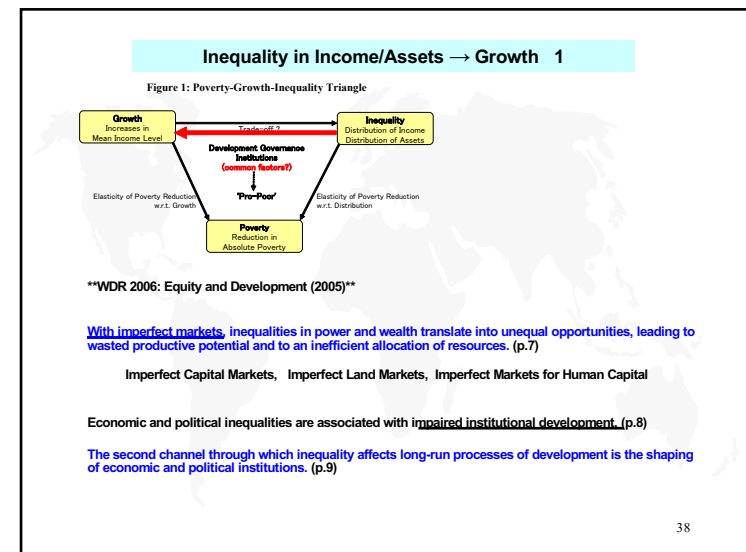 Inequality in Income/Assets → Growth 1
Figure 1: Poverty-Growth-Inequality Triangle
Growth
Increases in
Mean Income Level
Trade-off ?
Inequality
Distribution of Income
Distribution of Assets
Development Governance
Institutions
(common factors?)
'Pro-Poor'
Elasticity of Poverty Reduction
w.r.t. Growth
Elasticity of Poverty Reduction
w.r.t. Distribution
Poverty
Reduction in
Absolute Poverty
**WDR 2006: Equity and Development (2005)**
With imperfect markets, inequalities in power and wealth translate into unequal opportunities, leading to
wasted productive potential and to an inefficient allocation of resources. (p.7)
Imperfect Capital Markets, Imperfect Land Markets, Imperfect Markets for Human Capital
Economic and political inequalities are associated with impaired institutional development. (p.8)
The second channel through which inequality affects long-run processes of development is the shaping
of economic and political institutions. (p.9)
38